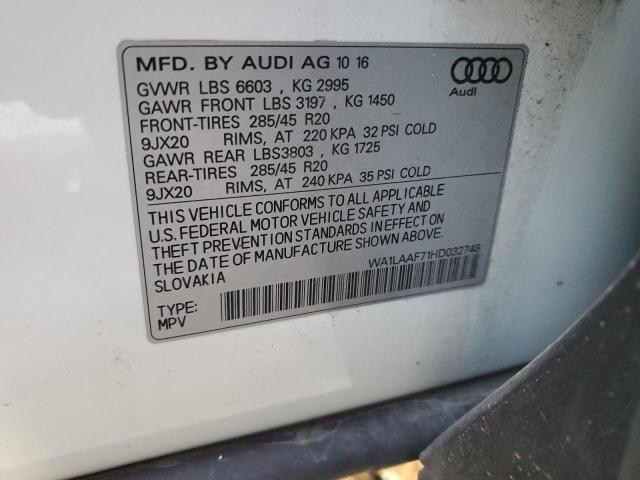 MFD. BY AUDI AG 10 16
GVWR LBS 6603 , KG 2995
GAWR FRONT LBS 3197, KG 1450
FRONT-TIRES 285/45 R20
9JX20 RIMS, AT 220 KPA 32 PSI COLD
GAWR REAR LBS3803 , KG 1725
REAR-TIRES 285/45 R20
9JX20 RIMS, AT 240 KPA 35 PSI COLD
Audi
THIS VEHICLE CONFORMS TO ALL APPLICABLE
U.S. FEDERAL MOTOR VEHICLE SAFETY AND
THEFT PREVENTION STANDARDS IN EFFECT ON
THE DATE OF MANUFACTURE SHOWN ABOVE.
SLOVAKIA
WA1LAAF71HD032748
TYPE:
MPV